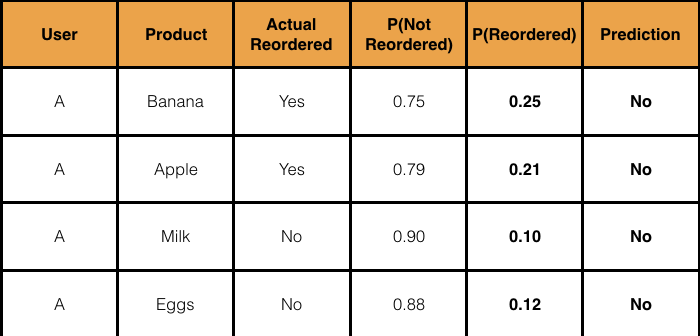 User Product Actual Reordered P(Not Reordered) P(Reordered) Prediction
A Banana Yes 0.75 0.25 No
A Apple Yes 0.79 0.21 No
A Milk No 0.90 0.10 No
A Eggs No 0.88 0.12 No